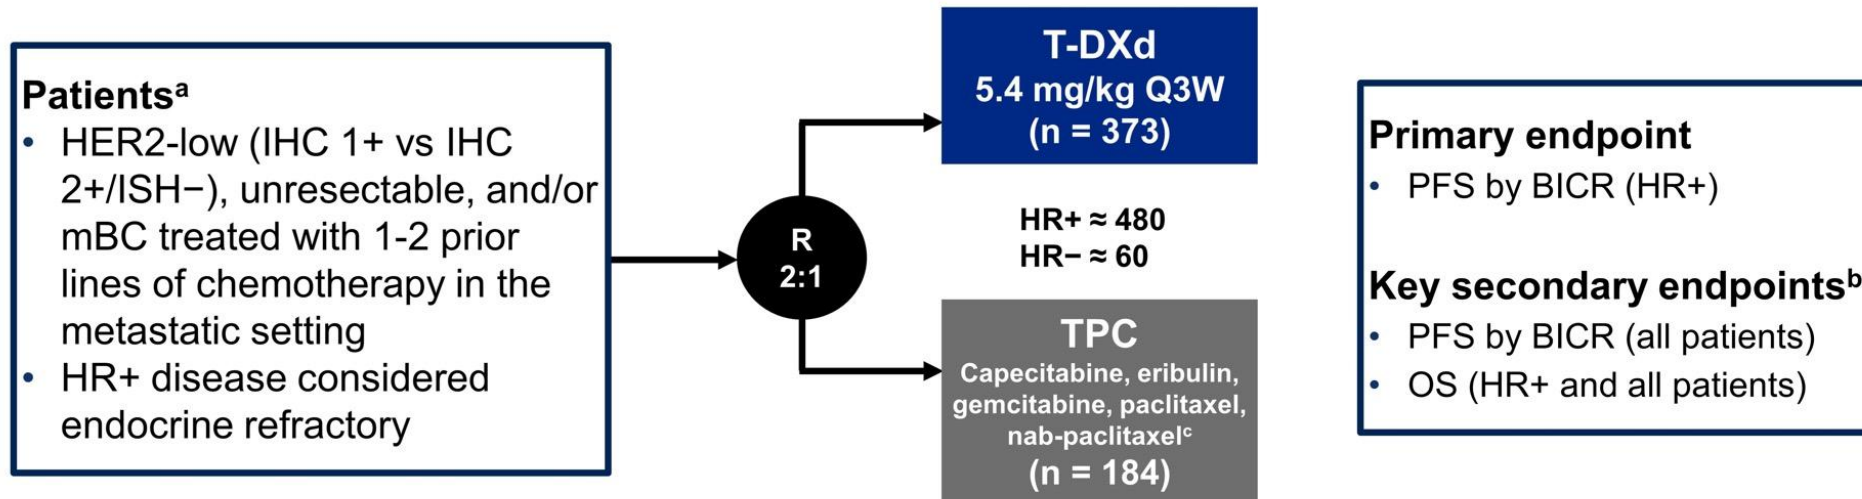 Patientsᵃ
• HER2-low (IHC 1+ vs IHC
2+/ISH−), unresectable, and/or
mBC treated with 1-2 prior
lines of chemotherapy in the
metastatic setting
• HR+ disease considered
endocrine refractory
R
2:1
T-DXd
5.4 mg/kg Q3W
(n = 373)
HR+ ≈ 480
HR− ≈ 60
TPC
Capecitabine, eribulin,
gemcitabine, paclitaxel,
nab-paclitaxelᶜ
(n = 184)
Primary endpoint
• PFS by BICR (HR+)
Key secondary endpointsᵇ
• PFS by BICR (all patients)
• OS (HR+ and all patients)